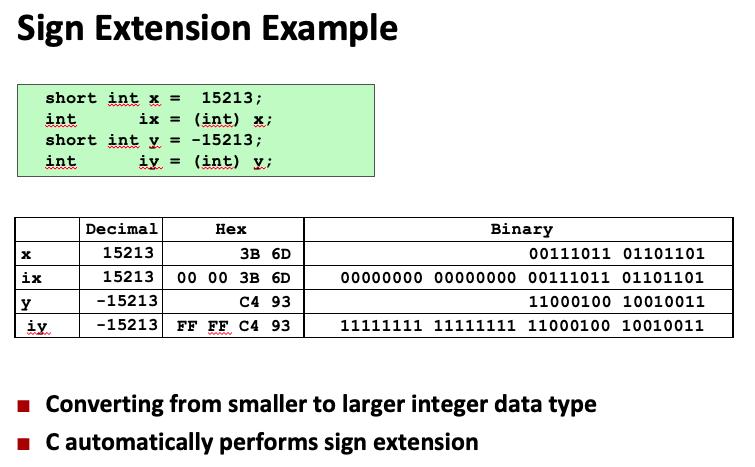 Sign Extension Example
short int x = 15213;
int ix = (int) x;
short int y = -15213;
int iy = (int) y;
Decimal Hex Binary
x 15213 3B 6D 00111011 01101101
ix 15213 00 00 3B 6D 00000000 00000000 00111011 01101101
y -15213 C4 93 11000100 10010011
iy -15213 FF FF C4 93 11111111 11111111 11000100 10010011
Converting from smaller to larger integer data type
C automatically performs sign extension